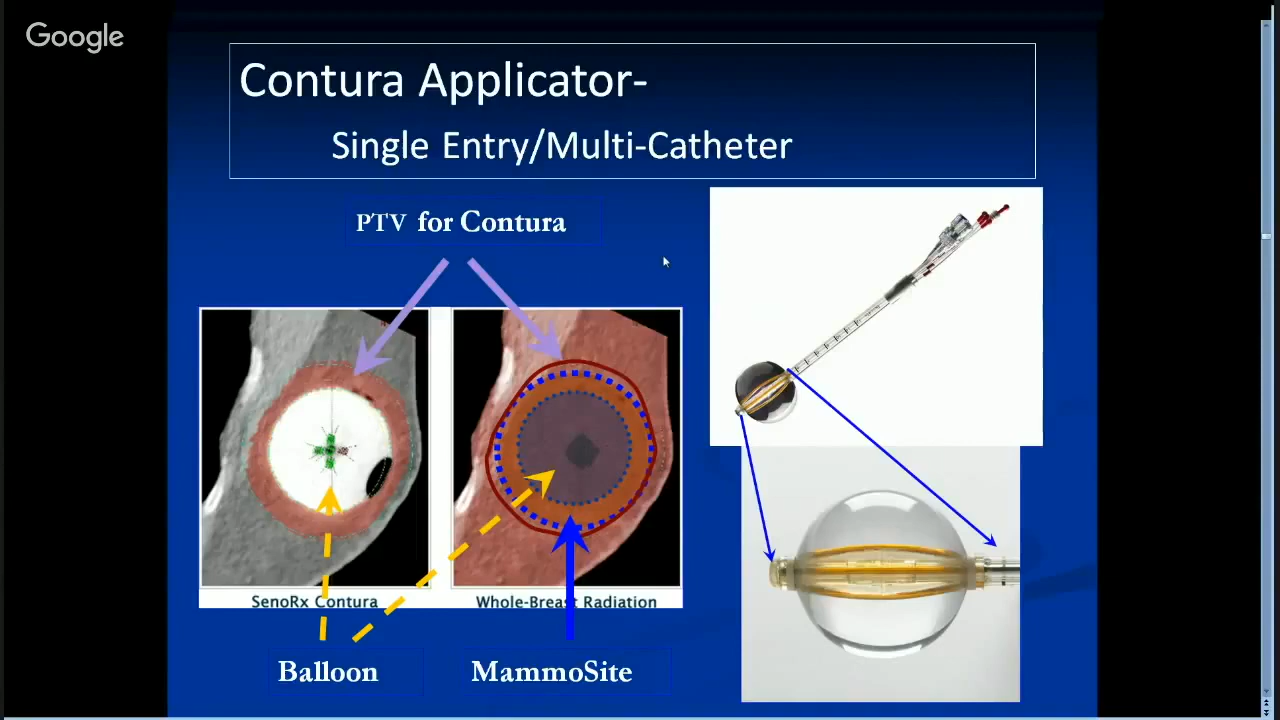 Google
Contura Applicator-
Single Entry/Multi-Catheter
PTV for Contura
SenoRx Contura
Whole-Breast Radiation
Balloon
MammoSite